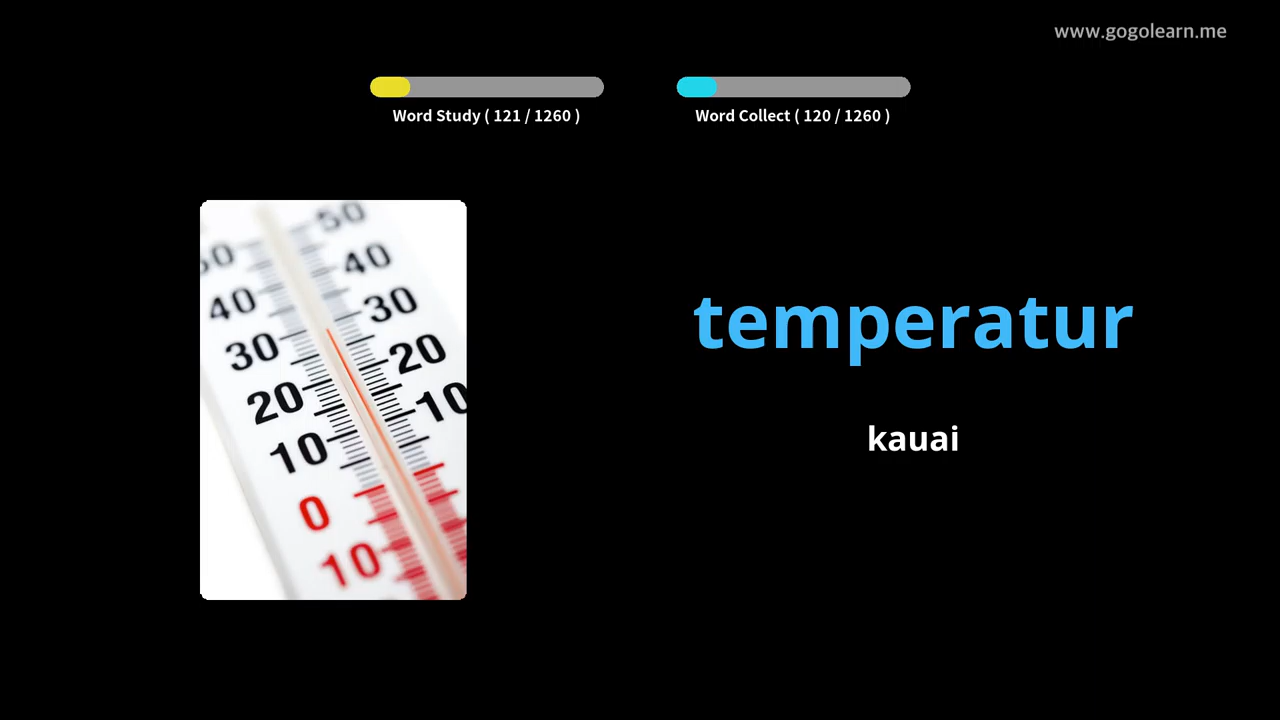 www.gogolearn.me
Word Study ( 121 / 1260 )
Word Collect ( 120 / 1260 )
50
50
40
40
30
30
20
20
10
10
0
10
temperatur
kauai